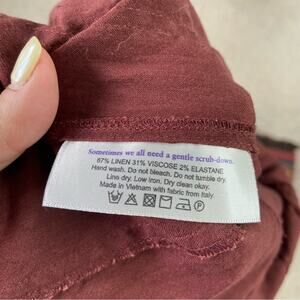 Sometimes we all need a gentle scrub-down.
67% LINEN 31% VISCOSE 2% ELASTANE
Hand wash. Do not bleach. Do not tumble dry.
Line dry. Low iron. Dry clean okay.
Made in Vietnam with fabric from Italy
P